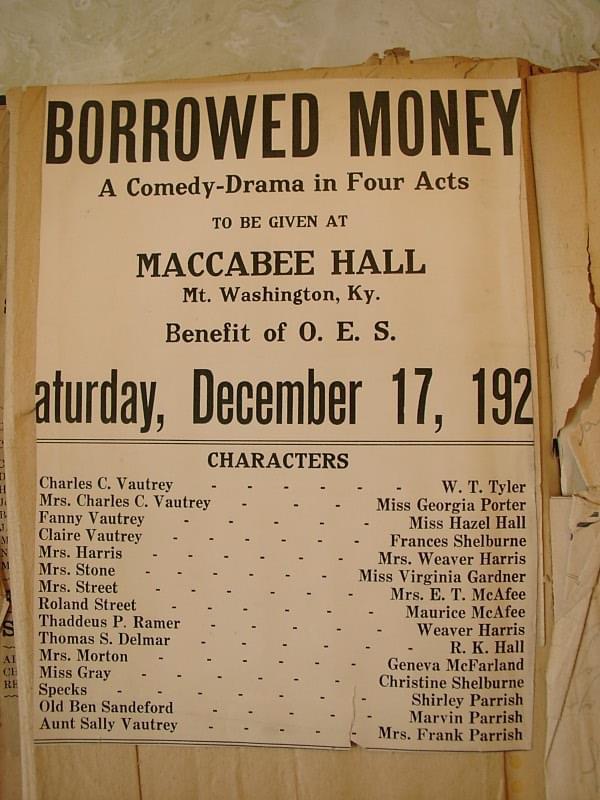 BORROWED MONEY
A Comedy-Drama in Four Acts
TO BE GIVEN AT
MACCABEE HALL
Mt. Washington, Ky.
Benefit of O. E. S.
aturday, December 17, 192
CHARACTERS
Charles C. Vautrey - - - - - - W. T. Tyler
Mrs. Charles C. Vautrey - - - - Miss Georgia Porter
Fanny Vautrey - - - - - - Miss Hazel Hall
Claire Vautrey - - - - - - Frances Shelburne
Mrs. Harris - - - - - - Mrs. Weaver Harris
Mrs. Stone - - - - - - Miss Virginia Gardner
Mrs. Street - - - - - - - Mrs. E. T. McAfee
Roland Street - - - - - - Maurice McAfee
Thaddeus P. Ramer - - - - - - Weaver Harris
Thomas S. Delmar - - - - - - R. K. Hall
Mrs. Morton - - - - - - - Geneva McFarland
Miss Gray - - - - - - Christine Shelburne
Specks - - - - - - - - Shirley Parrish
Old Ben Sandeford - - - - - Marvin Parrish
Aunt Sally Vautrey - - - - - Mrs. Frank Parrish